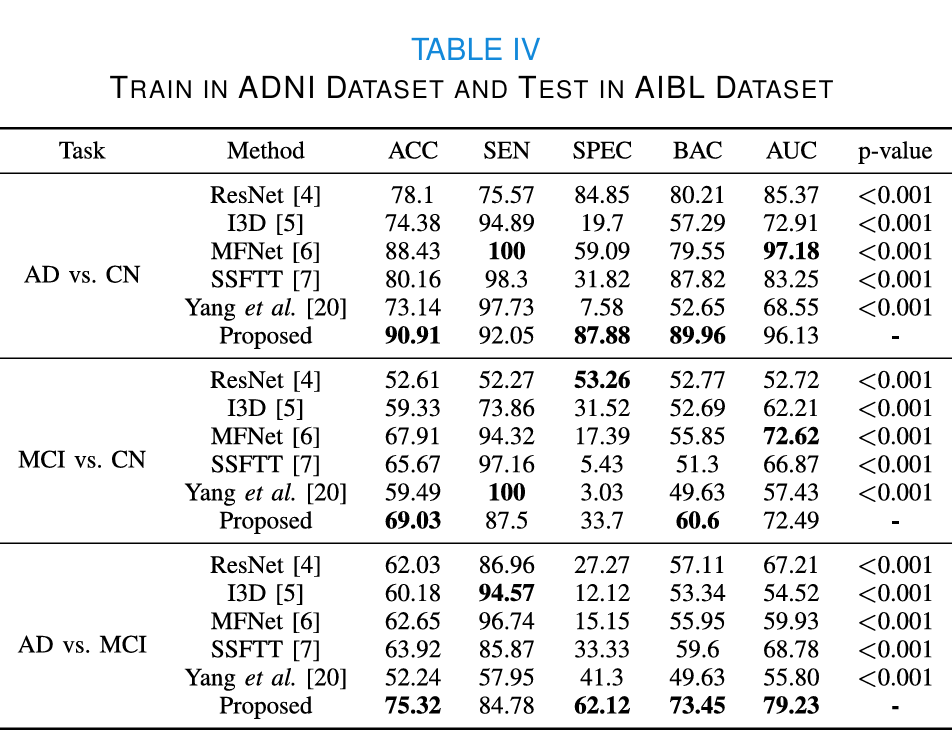 TABLE IV
TRAIN IN ADNI DATASET AND TEST IN AIBL DATASET
Task Method ACC SEN SPEC BAC AUC p-value
ResNet [4] 78.1 75.57 84.85 80.21 85.37 <0.001
I3D [5] 74.38 94.89 19.7 57.29 72.91 <0.001
MFNet [6] 88.43 100 59.09 79.55 97.18 <0.001
AD vs. CN
SSFTT [7] 80.16 98.3 31.82 87.82 83.25 <0.001
Yang et al. [20] 73.14 97.73 7.58 52.65 68.55 <0.001
Proposed 90.91 92.05 87.88 89.96 96.13 -
ResNet [4] 52.61 52.27 53.26 52.77 52.72 <0.001
I3D [5] 59.33 73.86 31.52 52.69 62.21 <0.001
MFNet [6] 67.91 94.32 17.39 55.85 72.62 <0.001
MCI vs. CN
SSFTT [7] 65.67 97.16 5.43 51.3 66.87 <0.001
Yang et al. [20] 59.49 100 3.03 49.63 57.43 <0.001
Proposed 69.03 87.5 33.7 60.6 72.49 -
ResNet [4] 62.03 86.96 27.27 57.11 67.21 <0.001
I3D [5] 60.18 94.57 12.12 53.34 54.52 <0.001
MFNet [6] 62.65 96.74 15.15 55.95 59.93 <0.001
AD vs. MCI
SSFTT [7] 63.92 85.87 33.33 59.6 68.78 <0.001
Yang et al. [20] 52.24 57.95 41.3 49.63 55.80 <0.001
Proposed 75.32 84.78 62.12 73.45 79.23 -